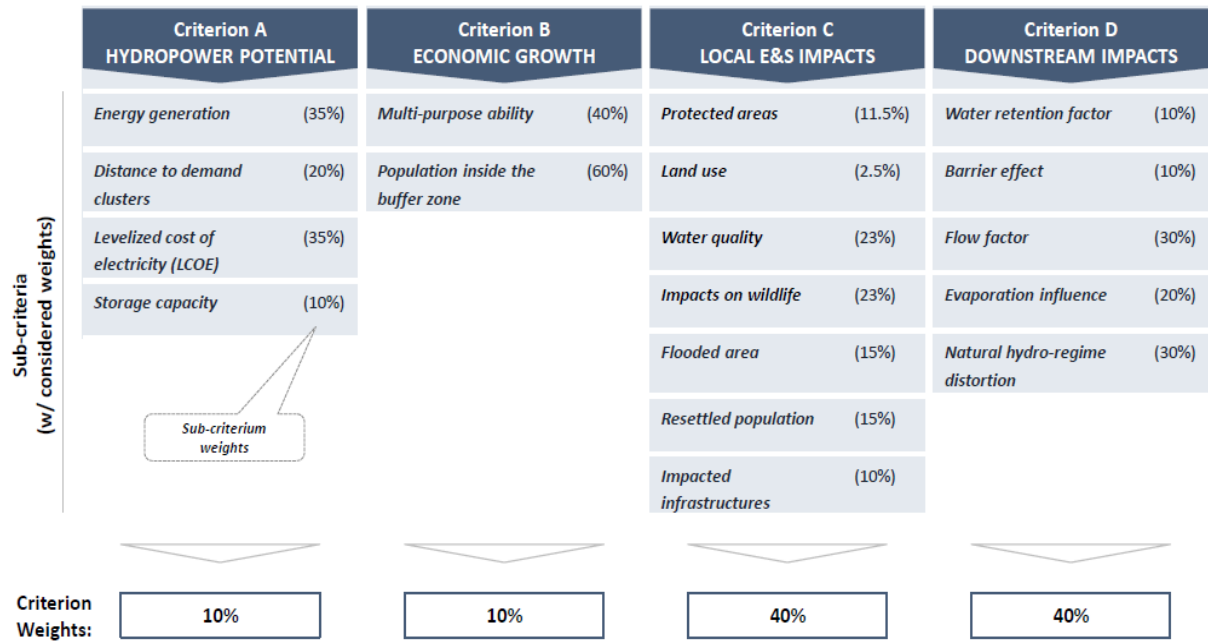 Criterion A
HYDROPOWER POTENTIAL
Criterion B
ECONOMIC GROWTH
Criterion C
LOCAL E&S IMPACTS
Criterion D
DOWNSTREAM IMPACTS
Sub-criteria
(w/ considered weights)
Energy generation (35%)
Distance to demand (20%)
clusters
Levelized cost of (35%)
electricity (LCOE)
Storage capacity (10%)
Sub-criterium
weights
Multi-purpose ability (40%)
Population inside the (60%)
buffer zone
Protected areas (11.5%)
Land use (2.5%)
Water quality (23%)
Impacts on wildlife (23%)
Flooded area (15%)
Resettled population (15%)
Impacted (10%)
infrastructures
Water retention factor (10%)
Barrier effect (10%)
Flow factor (30%)
Evaporation influence (20%)
Natural hydro-regime (30%)
distortion
Criterion
Weights:
10%
10%
40%
40%